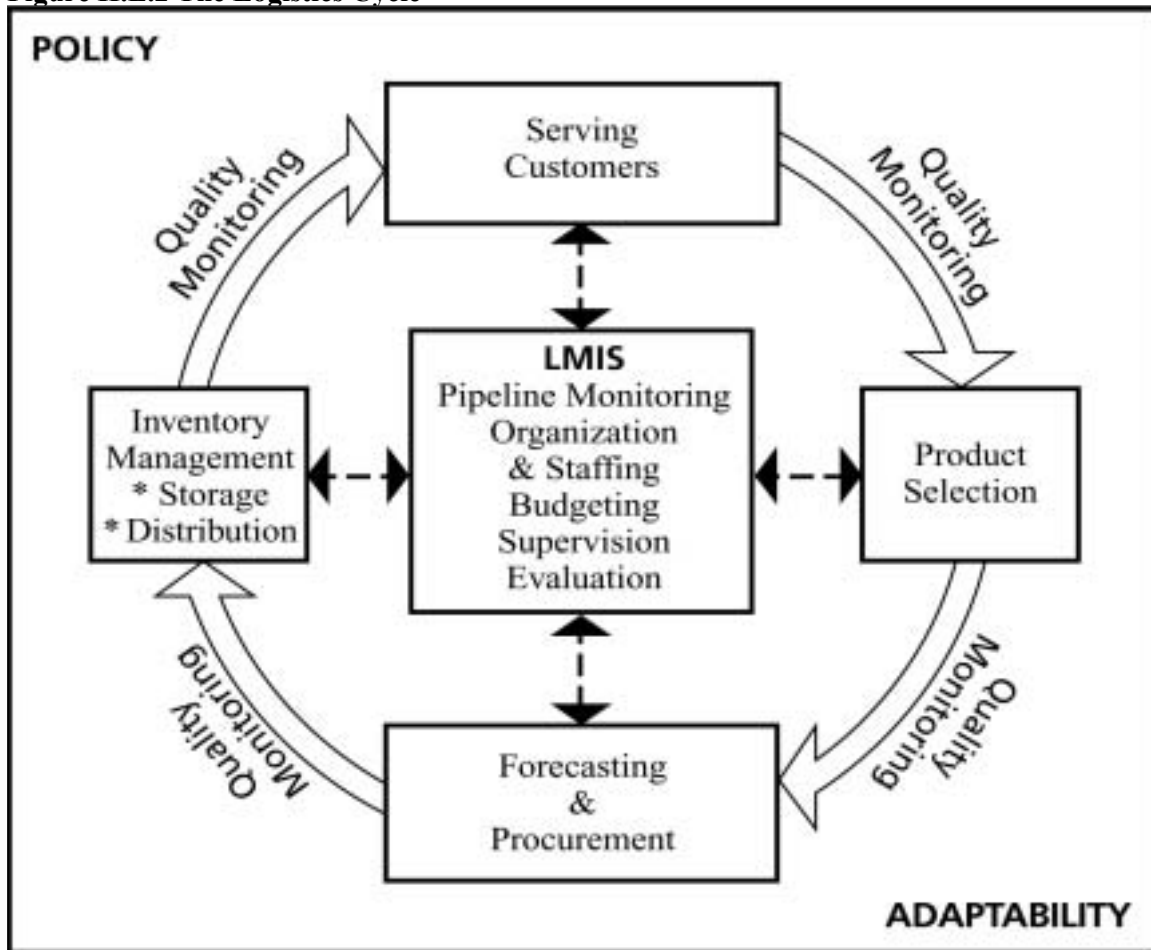 POLICY
Serving
Customers
Quality
Monitoring
Quality
Monitoring
LMIS
Pipeline Monitoring
Organization
& Staffing
Budgeting
Supervision
Evaluation
Inventory
Management
* Storage
* Distribution
Product
Selection
Quality
Monitoring
Quality
Monitoring
Forecasting
&
Procurement
ADAPTABILITY